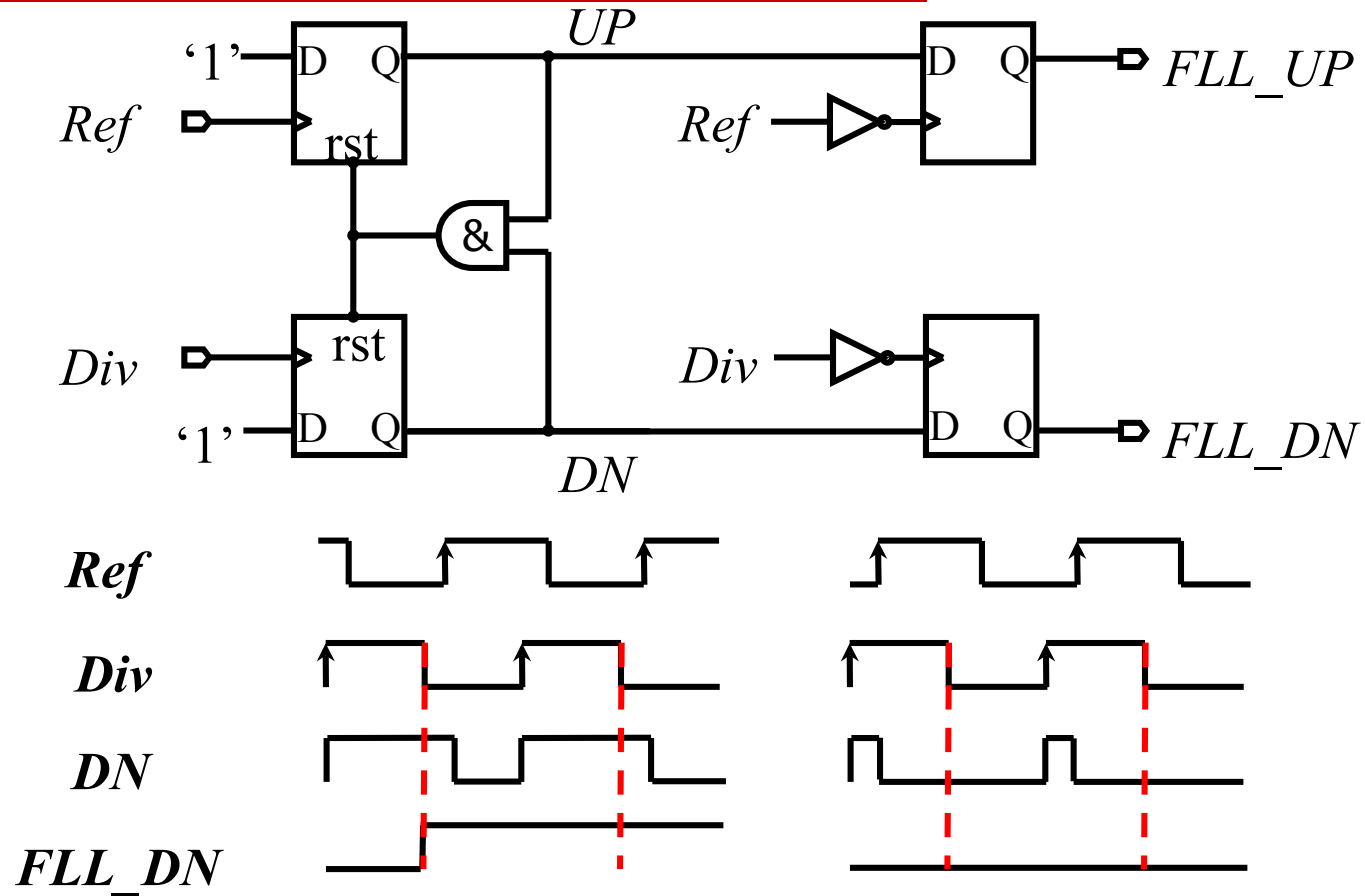 UP
‘1’ D Q D Q FLL_UP
Ref Ref
rst
&
rst
Div Div
‘1’ D Q D Q FLL_DN
DN
Ref
Div
DN
FLL_DN